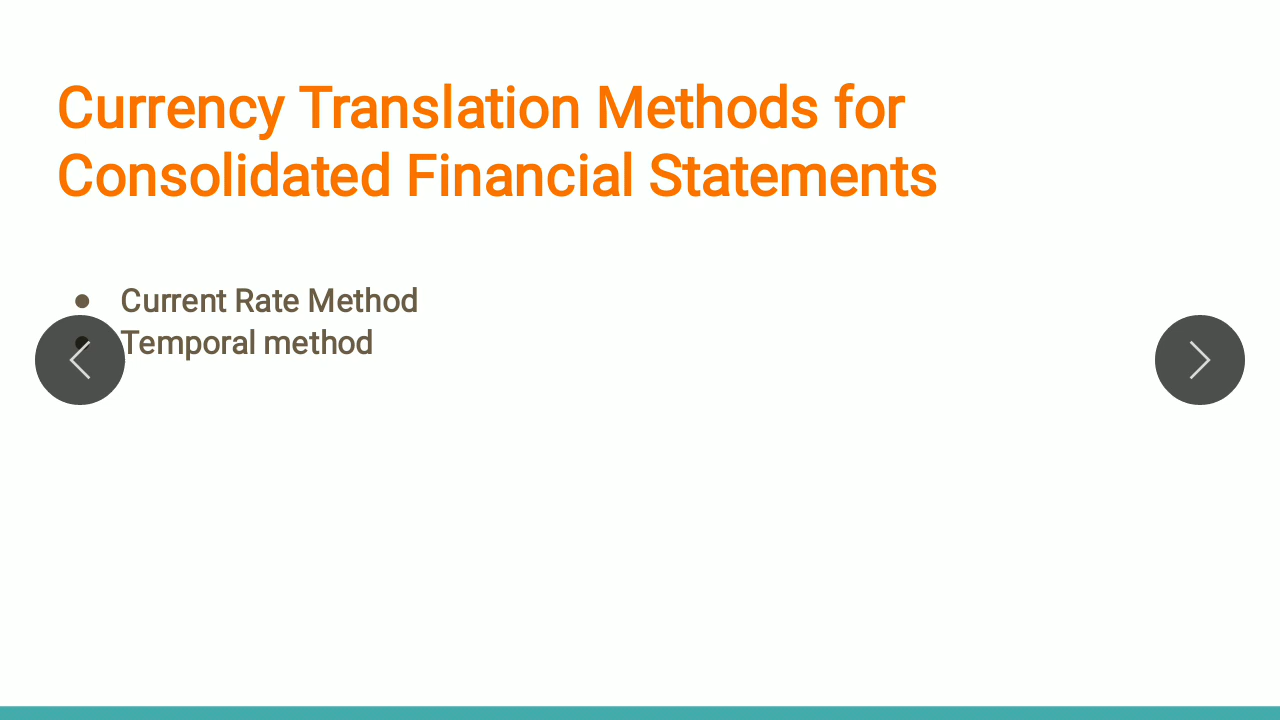 Currency Translation Methods for
Consolidated Financial Statements
● Current Rate Method
● Temporal method